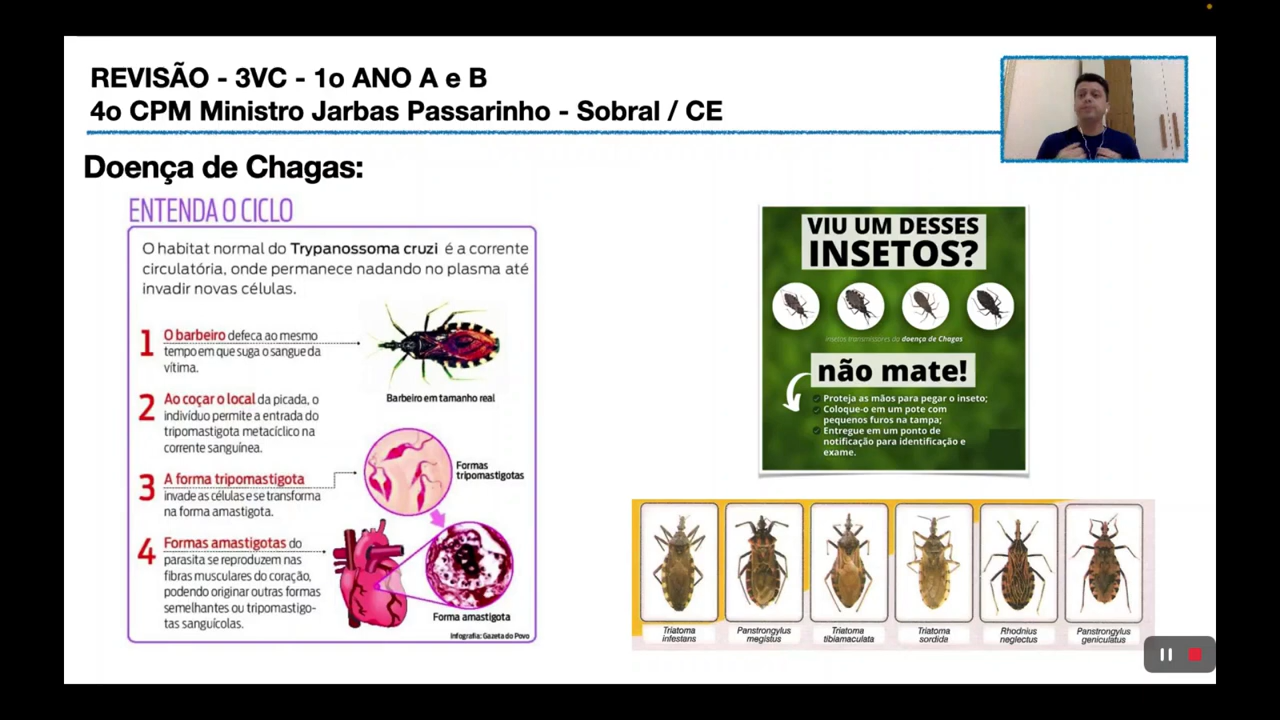 REVISÃO - 3VC - 1o ANO A e B
4o CPM Ministro Jarbas Passarinho - Sobral / CE
Doença de Chagas:
ENTENDA O CICLO
O habitat normal do Trypanossoma cruzi é a corrente
circulatória, onde permanece nadando no plasma até
invadir novas células.
1 O barbeiro defeca ao mesmo
tempo em que suga o sangue da
vítima.
Barbeiro em tamanho real
2 Ao coçar o local da picada, o
indivíduo permite a entrada do
tripomastigota metacíclico na
corrente sanguínea.
3 A forma tripomastigota
invade as células e se transforma
na forma amastigota.
Formas
tripomastigotas
4 Formas amastigotas do
parasita se reproduzem nas
fibras musculares do coração,
podendo originar outras formas
semelhantes ou tripomastigo-
tas sanguícolas.
Forma amastigota
Infografia: Gazeta do Povo
VIU UM DESSES
INSETOS?
insetos transmissores da doença de Chagas
não mate!
Proteja as mãos para pegar o inseto;
Coloque-o em um pote com
pequenos furos na tampa;
Entregue em um ponto de
notificação para identificação e
exame.
Triatoma
infestans
Panstrongylus
megistus
Triatoma
tibiamaculata
Triatoma
sordida
Rhodnius
neglectus
Panstrongylus
geniculatus